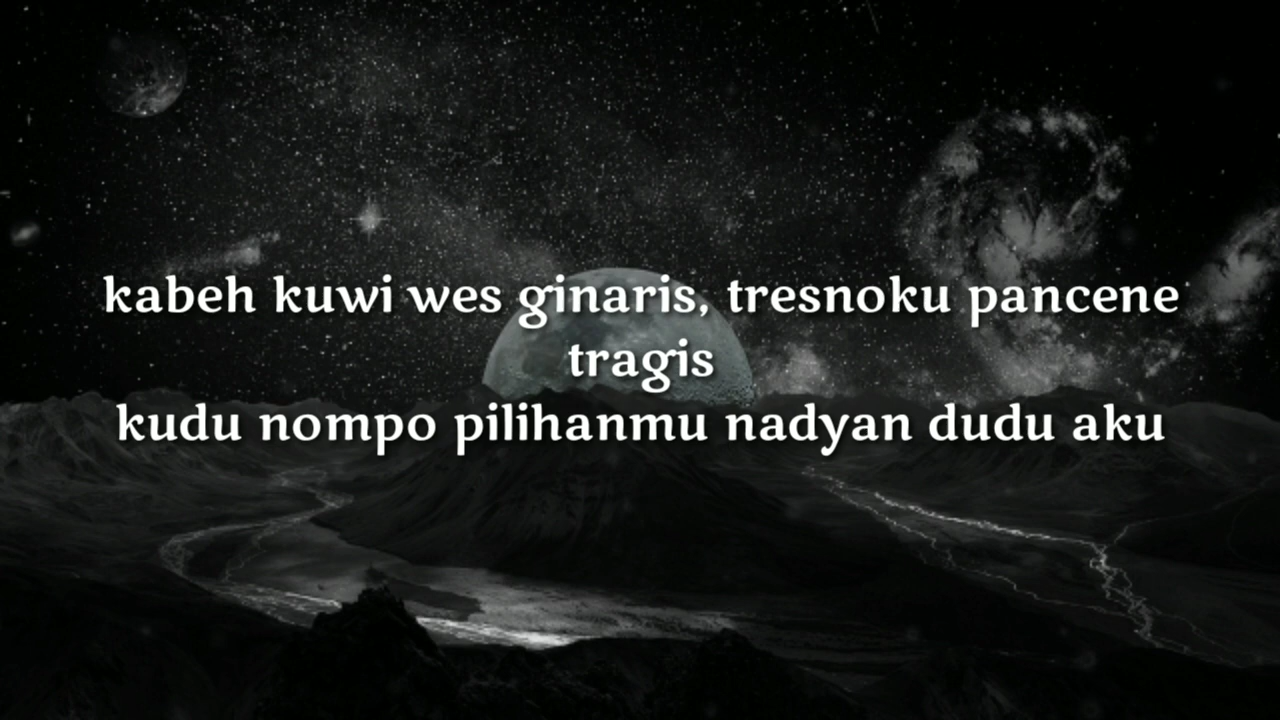 kabeh kuwi wes ginaris, tresnoku pancene
tragis
kudu nompo pilihanmu nadyan dudu aku